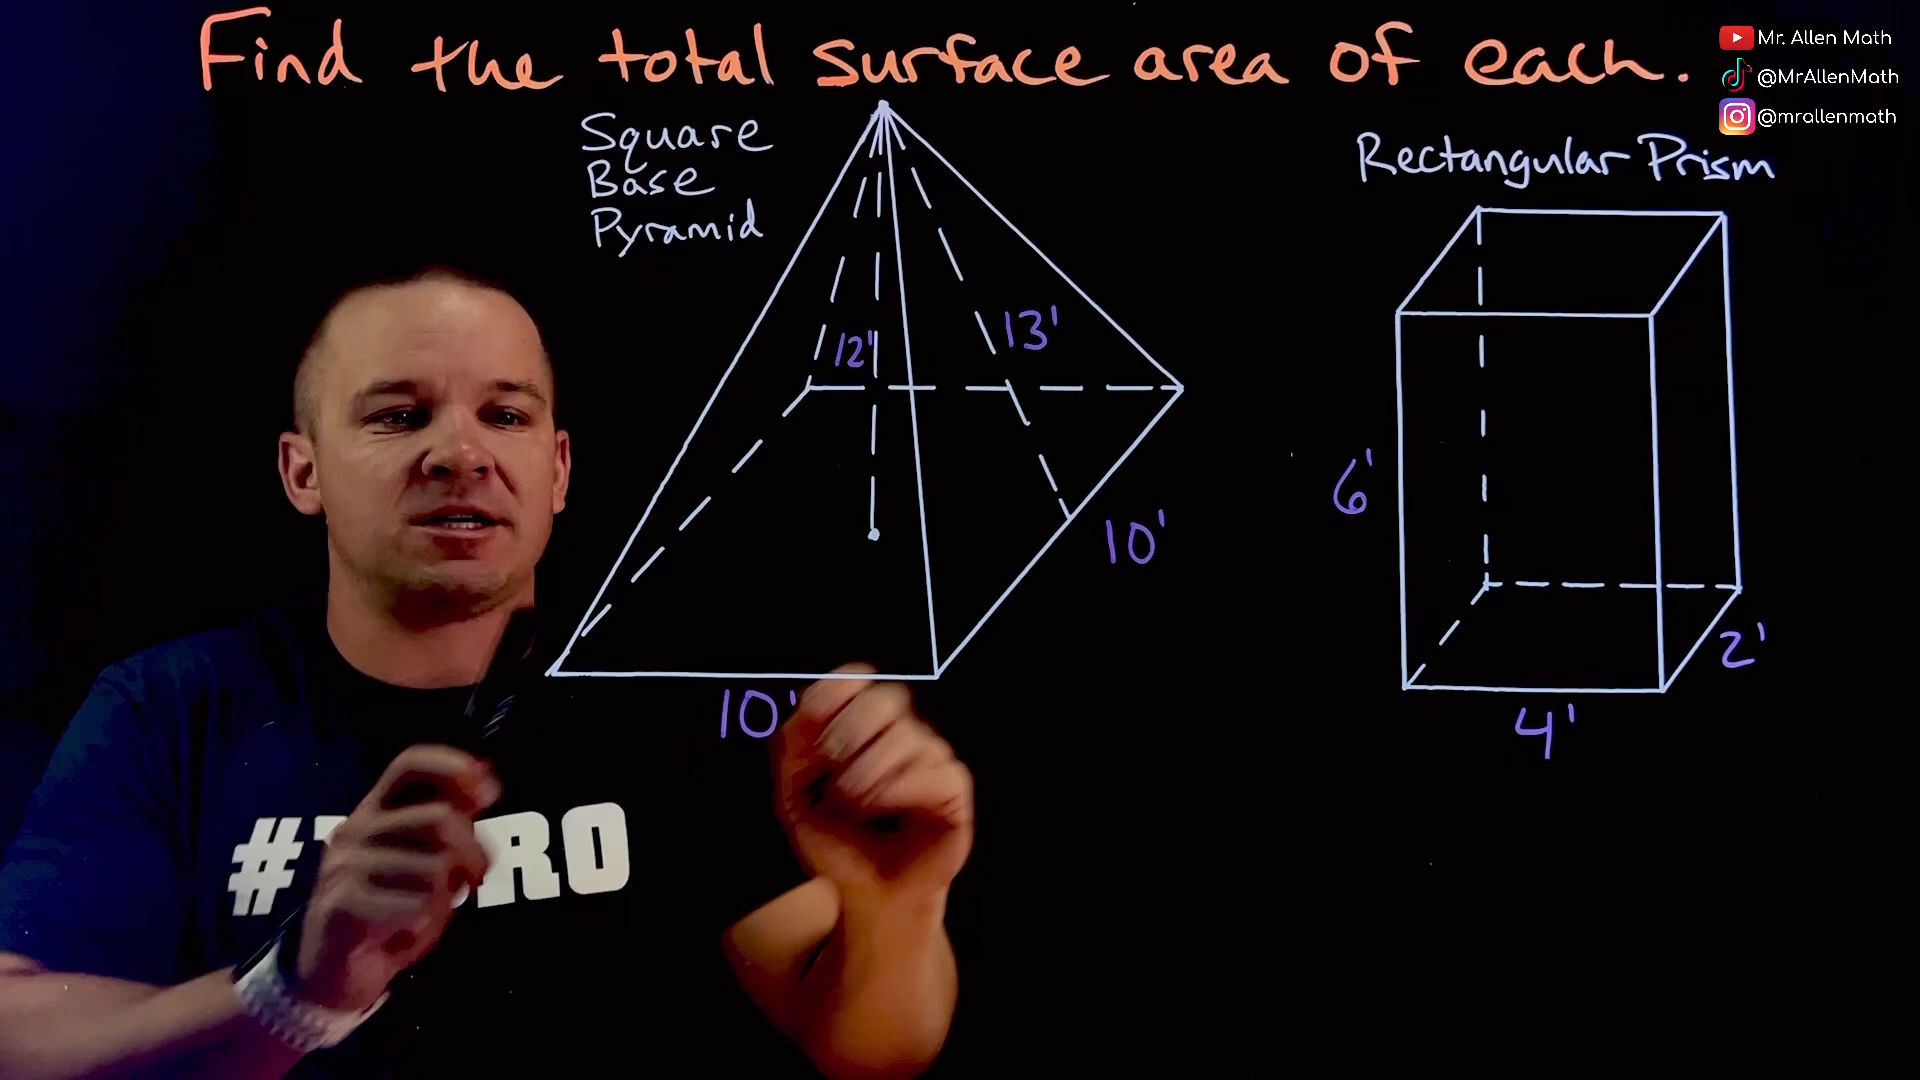 Find the total surface area of each.
Mr. Allen Math
@MrAllenMath
@mrallenmath
Square
Base
Pyramid
12'
13'
10'
10'
Rectangular Prism
6'
2'
4'